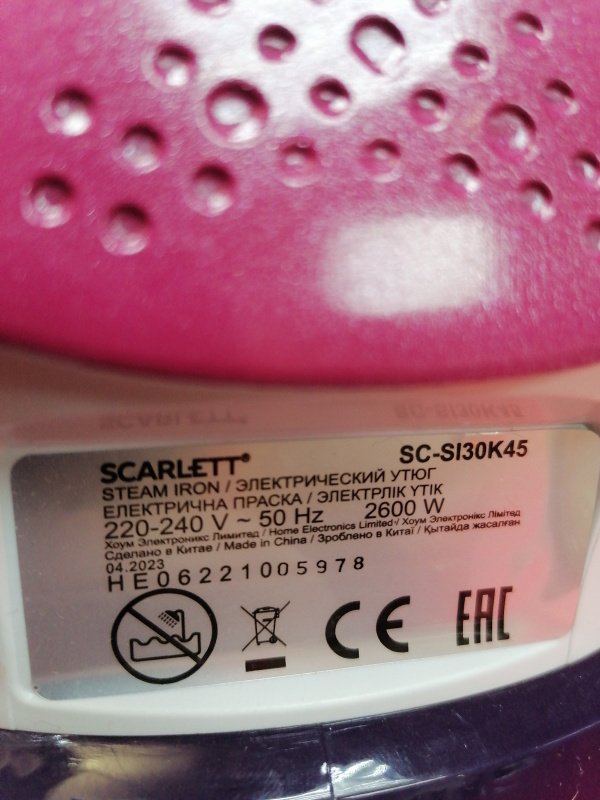 SCARLETT®
SC-SI30K45
STEAM IRON / ЭЛЕКТРИЧЕСКИЙ УТЮГ
ЕЛЕКТРИЧНА ПРАСКА / ЭЛЕКТРЛІК ҮТІК
220-240 V ~ 50 Hz 2600 W
Хоум Электроникс Лимитед / Home Electronics Limited / Хоум Электронікс Лімітед
Сделано в Китае / Made in China / Зроблено в Китаї / Қытайда жасалған
04.2023
HE06221005978
CE
EAC